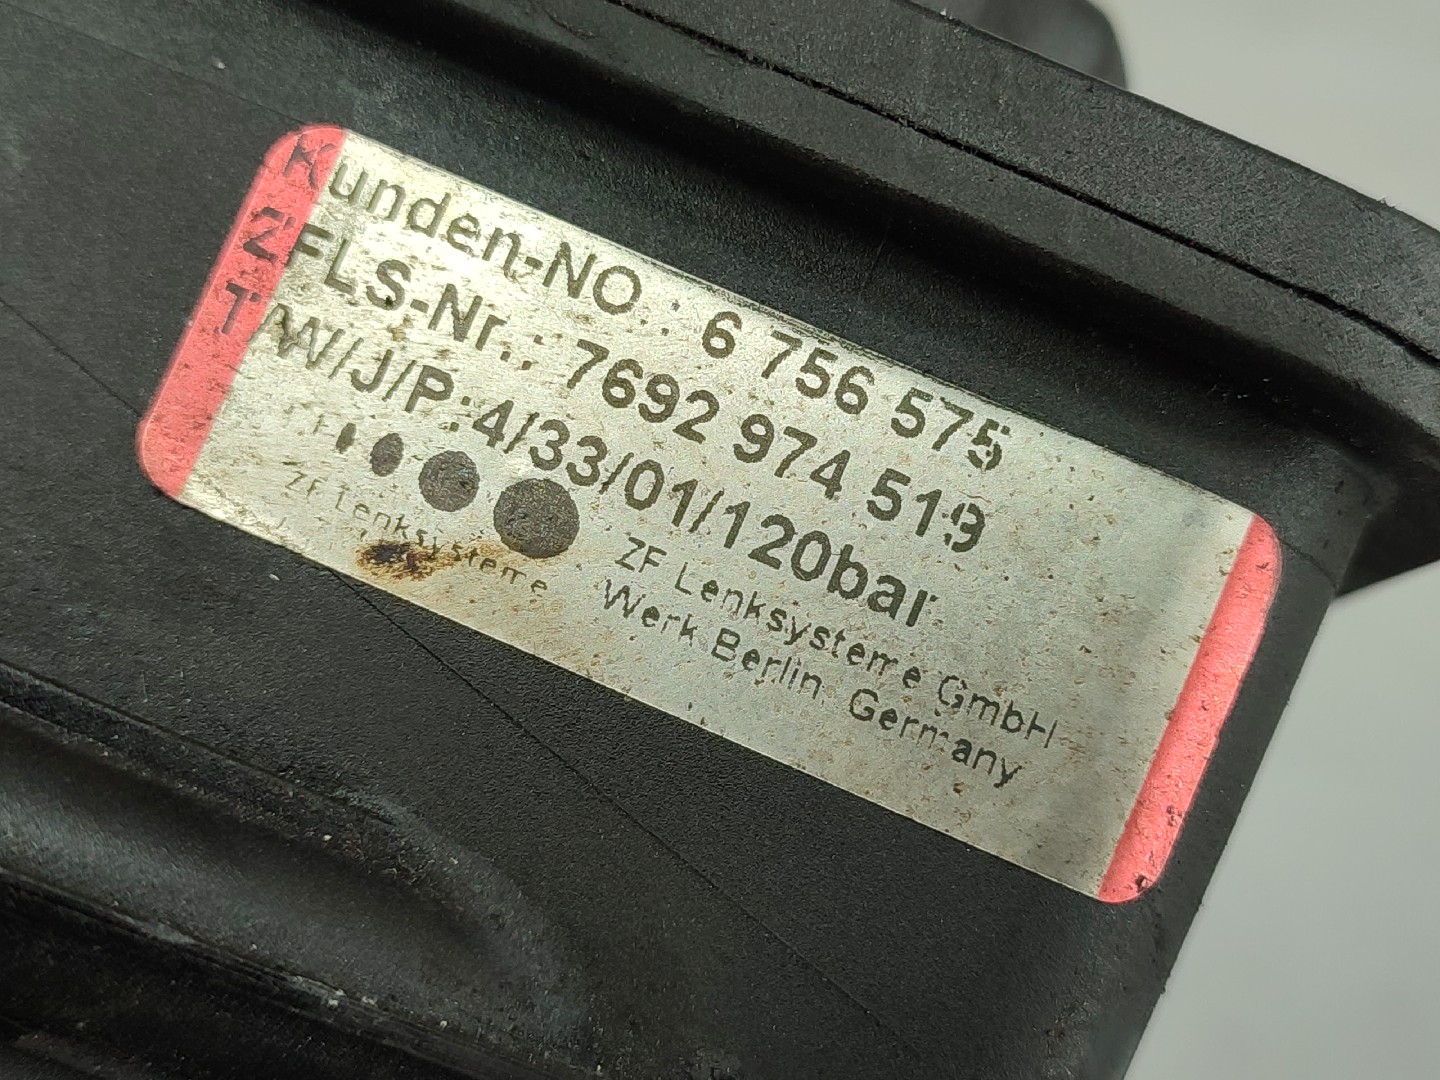 Kunden-NO.: 6 756 575
ZFLS-Nr.: 7692 974 519
T/W/J/P:4/33/01/120bar
ZF Lenksysteme
ZF Lenksysteme GmbH
Werk Berlin Germany